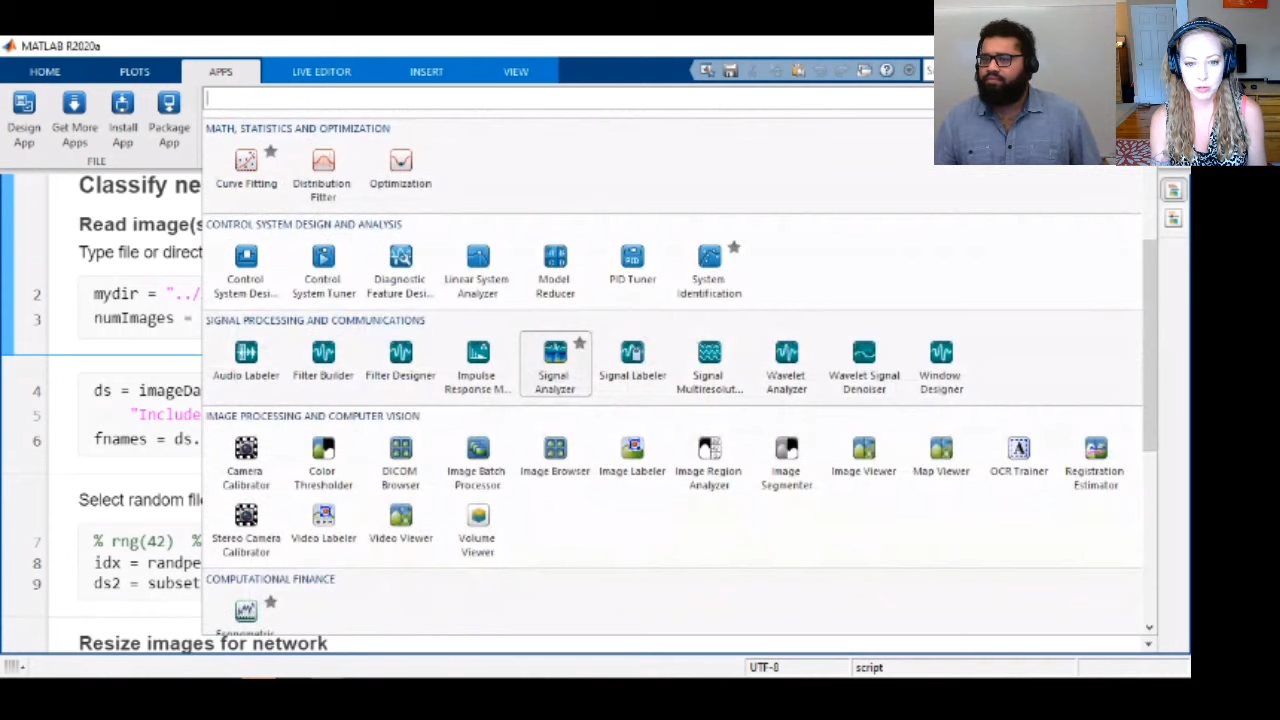 MATLAB R2020a
HOME PLOTS APPS LIVE EDITOR INSERT VIEW
Design App
Get More Apps
Install App
Package App
FILE
MATH, STATISTICS AND OPTIMIZATION
Curve Fitting
Distribution Fitter
Optimization
CONTROL SYSTEM DESIGN AND ANALYSIS
Control System Desi...
Control System Tuner
Diagnostic Feature Desi...
Linear System Analyzer
Model Reducer
PID Tuner
System Identification
SIGNAL PROCESSING AND COMMUNICATIONS
Audio Labeler
Filter Builder
Filter Designer
Impulse Response M...
Signal Analyzer
Signal Labeler
Signal Multiresolut...
Wavelet Analyzer
Wavelet Signal Denoiser
Window Designer
IMAGE PROCESSING AND COMPUTER VISION
Camera Calibrator
Color Thresholder
DICOM Browser
Image Batch Processor
Image Browser
Image Labeler
Image Region Analyzer
Image Segmenter
Image Viewer
Map Viewer
OCR Trainer
Registration Estimator
Stereo Camera Calibrator
Video Labeler
Video Viewer
Volume Viewer
COMPUTATIONAL FINANCE
Classify ne
Read image(s
Type file or direct
2 mydir = "../
3 numImages =
4 ds = imageDa
5 "Include
6 fnames = ds.
Select random fil
7 % rng(42) %
8 idx = randpe
9 ds2 = subset
Resize images for network
UTF-8 script